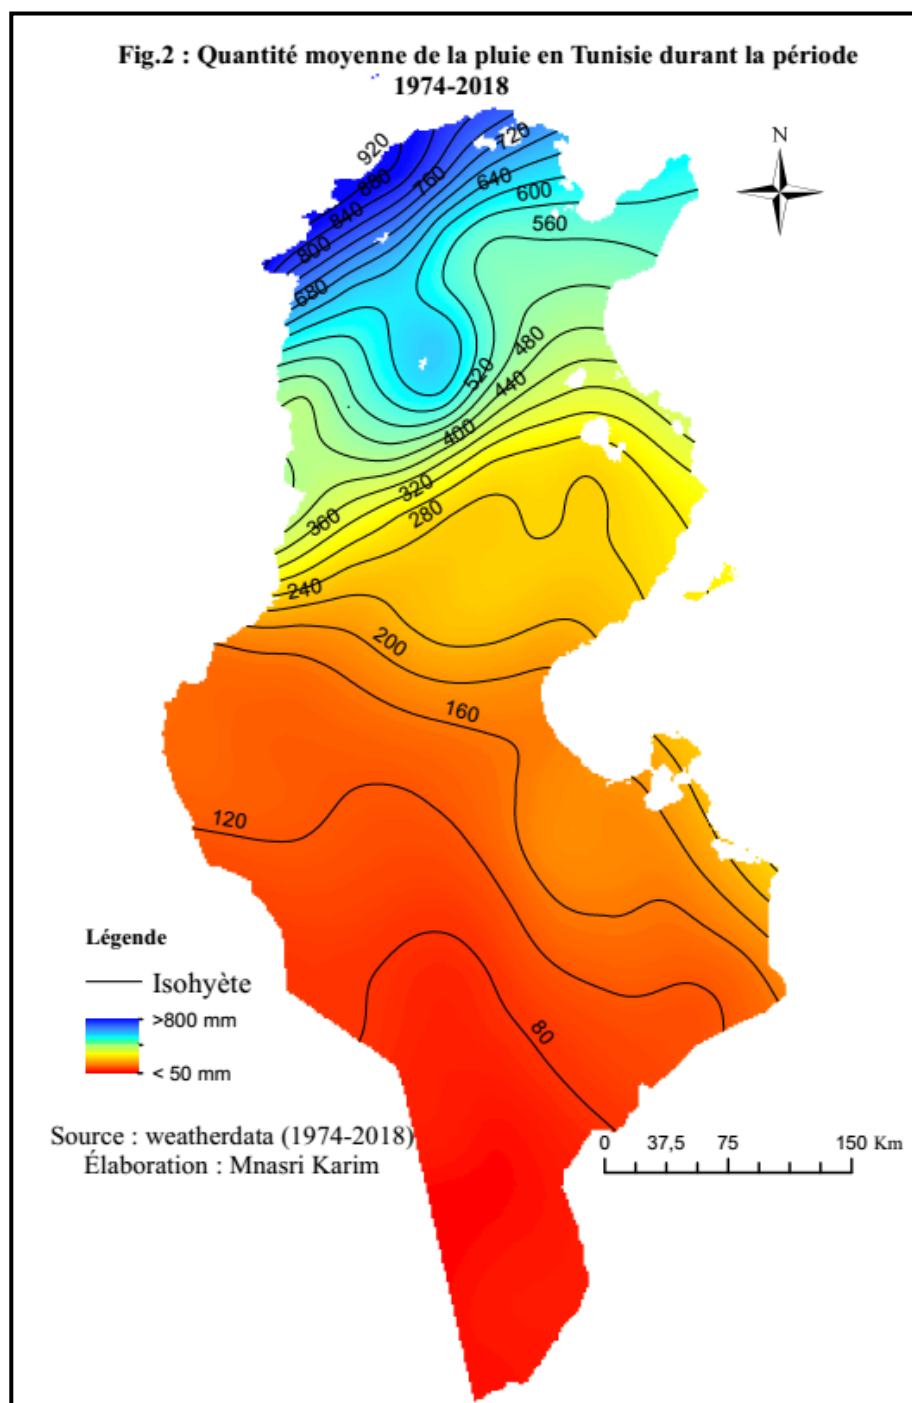 Fig.2 : Quantité moyenne de la pluie en Tunisie durant la période
1974-2018
N
920
880
840
800
760
720
680
640
600
560
520
480
440
400
360
320
280
240
200
160
120
80
Légende
Isohyète
>800 mm
< 50 mm
Source : weatherdata (1974-2018)
Élaboration : Mnasri Karim
0 37,5 75 150 Km